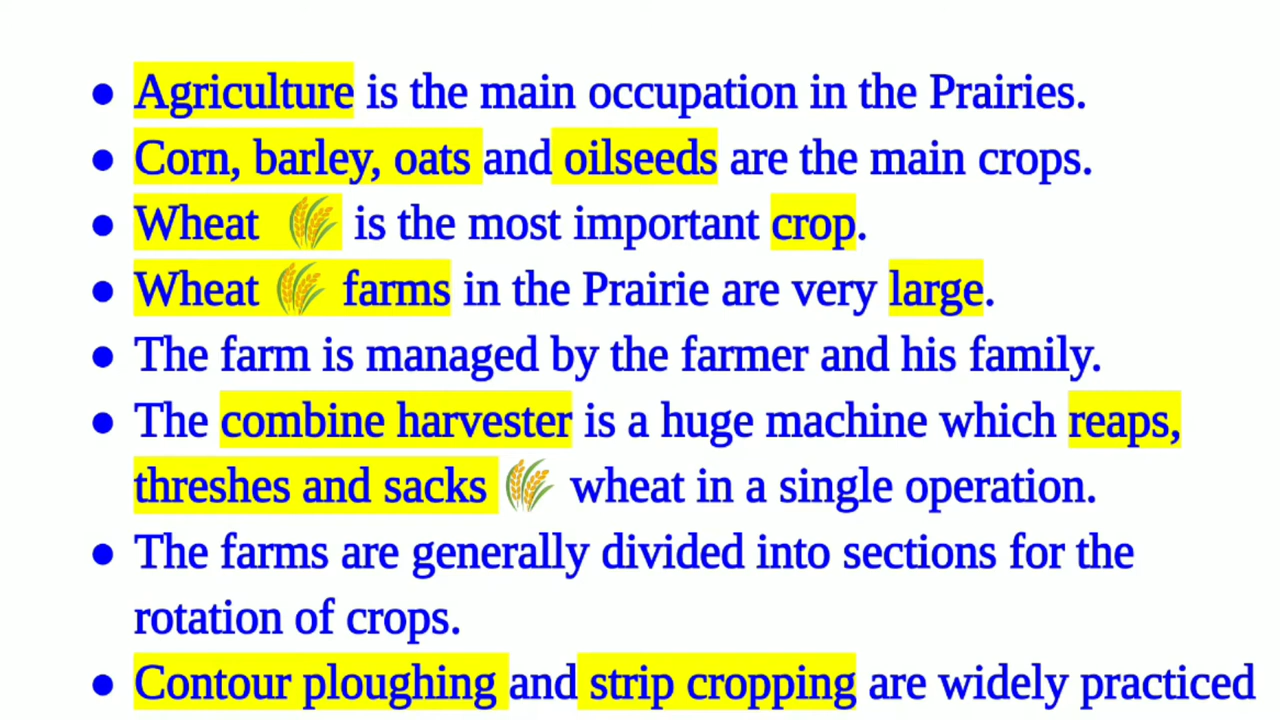 ● Agriculture is the main occupation in the Prairies.
● Corn, barley, oats and oilseeds are the main crops.
● Wheat 🌾 is the most important crop.
● Wheat 🌾 farms in the Prairie are very large.
● The farm is managed by the farmer and his family.
● The combine harvester is a huge machine which reaps,
threshes and sacks 🌾 wheat in a single operation.
● The farms are generally divided into sections for the
rotation of crops.
● Contour ploughing and strip cropping are widely practiced